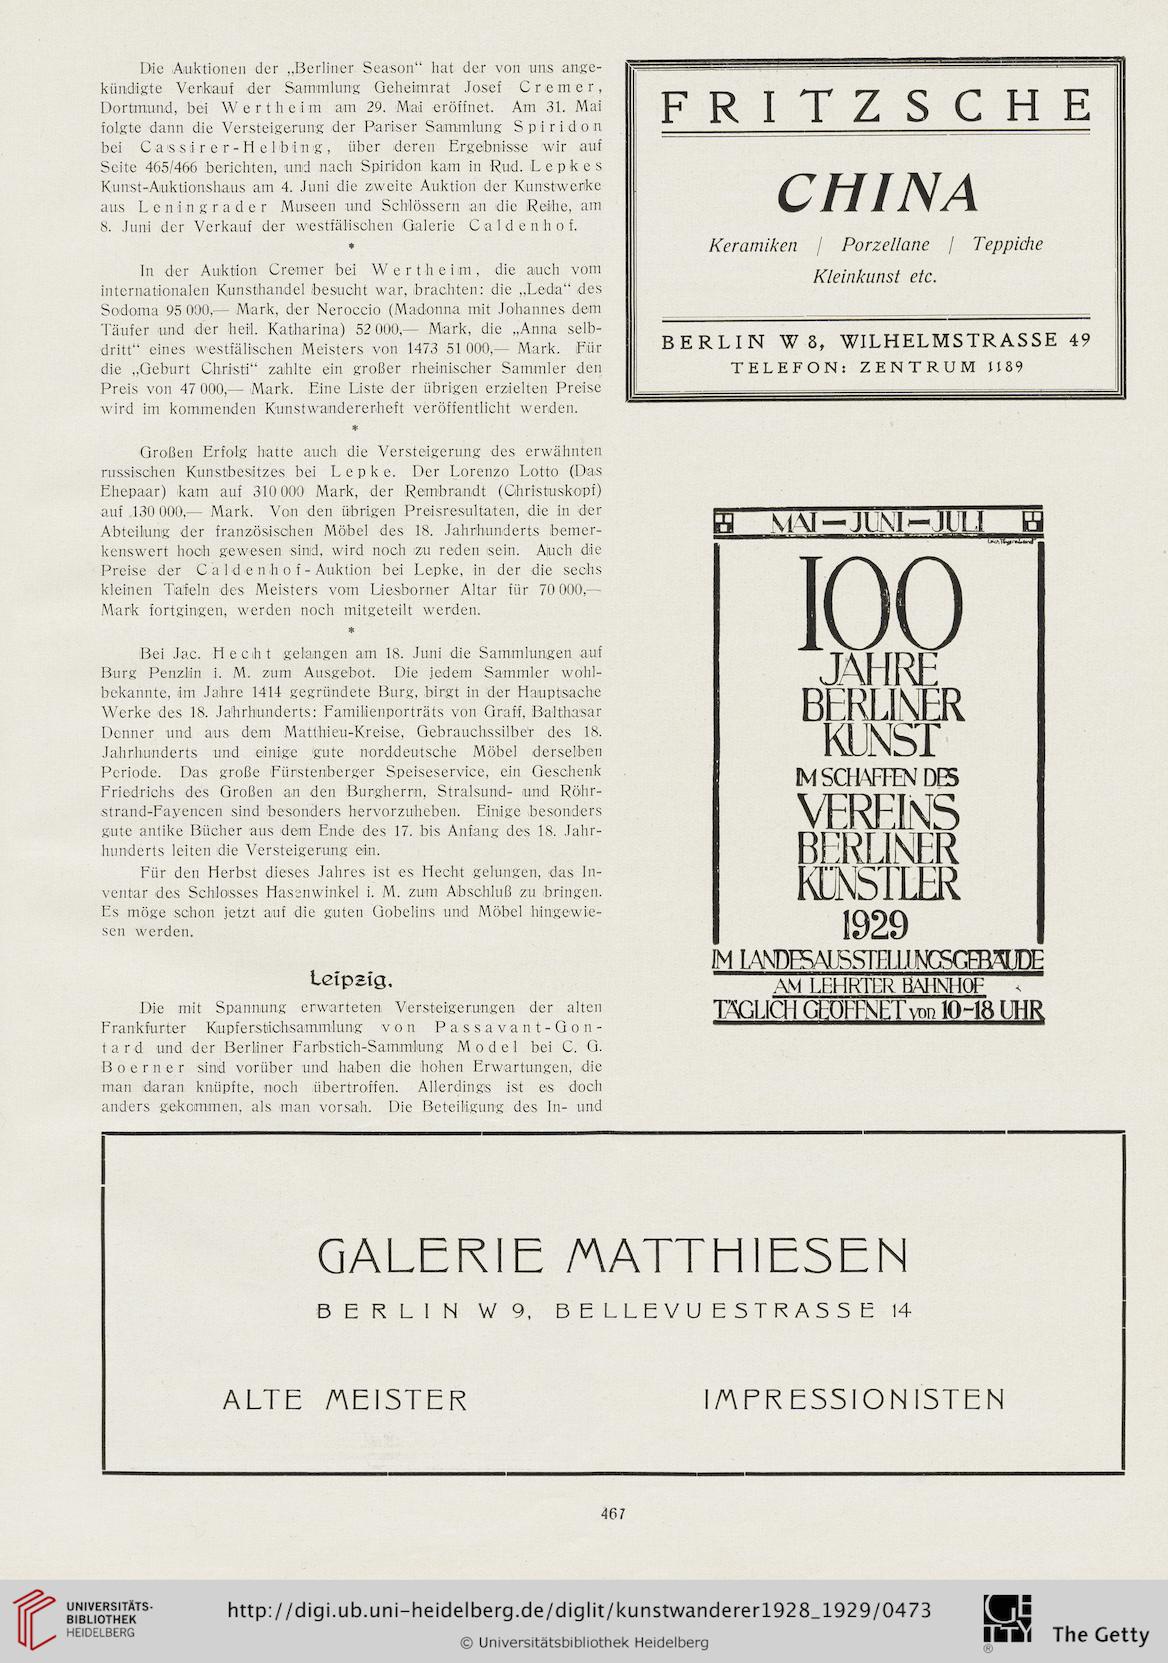 Die Auktionen der „Berliner Season“ hat der von uns ange-
kündigte Verkauf der Sammlung Geheimrat Josef Cremer,
Dortmund, bei Wertheim am 29. Mai eröffnet. Am 31. Mai
folgte dann die Versteigerung der Pariser Sammlung Spiridon
bei Cassirer-Helbing, über deren Ergebnisse wir auf
Seite 465/466 berichten, und nach Spiridon kam in Rud. Lepkes
Kunst-Auktionshaus am 4. Juni die zweite Auktion der Kunstwerke
aus Leningrader Museen und Schlössern an die Reihe, am
8. Juni der Verkauf der westfälischen Galerie Caldenhof.
*
In der Auktion Cremer bei Wertheim, die auch vom
internationalen Kunsthandel besucht war, brachten: die „Leda“ des
Sodoma 95 000,— Mark, der Neroccio (Madonna mit Johannes dem
Täufer und der heil. Katharina) 52 000,— Mark, die „Anna selb-
dritt“ eines westfälischen Meisters von 1473 51 000,— Mark. Für
die „Geburt Christi“ zahlte ein großer rheinischer Sammler den
Preis von 47 000,— Mark. Eine Liste der übrigen erzielten Preise
wird im kommenden Kunstwandererheft veröffentlicht werden.
*
Großen Erfolg hatte auch die Versteigerung des erwähnten
russischen Kunstbesitzes bei Lepke. Der Lorenzo Lotto (Das
Ehepaar) kam auf 310 000 Mark, der Rembrandt (Christuskopf)
auf 130 000,— Mark. Von den übrigen Preisresultaten, die in der
Abteilung der französischen Möbel des 18. Jahrhunderts bemer-
kenswert hoch gewesen sind, wird noch zu reden sein. Auch die
Preise der Caldenhof-Auktion bei Lepke, in der die sechs
kleinen Tafeln des Meisters vom Liesborner Altar für 70 000,—
Mark fortgingen, werden noch mitgeteilt werden.
*
Bei Jac. Hecht gelangen am 18. Juni die Sammlungen auf
Burg Penzlin i. M. zum Ausgebot. Die jedem Sammler wohl-
bekannte, im Jahre 1414 gegründete Burg, birgt in der Hauptsache
Werke des 18. Jahrhunderts: Familienporträts von Graff, Balthasar
Denner und aus dem Matthieu-Kreise, Gebrauchssilber des 18.
Jahrhunderts und einige gute norddeutsche Möbel derselben
Periode. Das große Fürstenberger Speiseservice, ein Geschenk
Friedrichs des Großen an den Burgherrn, Stralsund- und Röhr-
strand-Fayencen sind besonders hervorzuheben. Einige besonders
gute antike Bücher aus dem Ende des 17. bis Anfang des 18. Jahr-
hunderts leiten die Versteigerung ein.
Für den Herbst dieses Jahres ist es Hecht gelungen, das In-
ventar des Schlosses Hasenwinkel i. M. zum Abschluß zu bringen.
Es möge schon jetzt auf die guten Gobelins und Möbel hingewie-
sen werden.
Leipzig.
Die mit Spannung erwarteten Versteigerungen der alten
Frankfurter Kupferstichsammlung von Passavant-Gon-
tard und der Berliner Farbstich-Sammlung Model bei C. G.
Boerner sind vorüber und haben die hohen Erwartungen, die
man daran knüpfte, noch übertroffen. Allerdings ist es doch
anders gekommen, als man vorsah. Die Beteiligung des In- und
FRITZSCHE
CHINA
Keramiken / Porzellane / Teppiche
Kleinkunst etc.
BERLIN W 8, WILHELMSTRASSE 49
TELEFON: ZENTRUM 1189
MAI — JUNI — JULI
100
JAHRE
BERLINER
KUNST
IM SCHAFFEN DES
VEREINS
BERLINER
KÜNSTLER
1929
IM LANDESAUSSTELLUNGSGEBÄUDE
AM LEHRTER BAHNHOF
TÄGLICH GEÖFFNET von 10-18 UHR
GALERIE MATTHIESEN
BERLIN W 9, BELLEVUESTRASSE 14
ALTE MEISTER IMPRESSIONISTEN
467
UNIVERSITÄTS-
BIBLIOTHEK
HEIDELBERG
http://digi.ub.uni-heidelberg.de/diglit/kunstwanderer1928_1929/0473
© Universitätsbibliothek Heidelberg
GETTY
®
The Getty